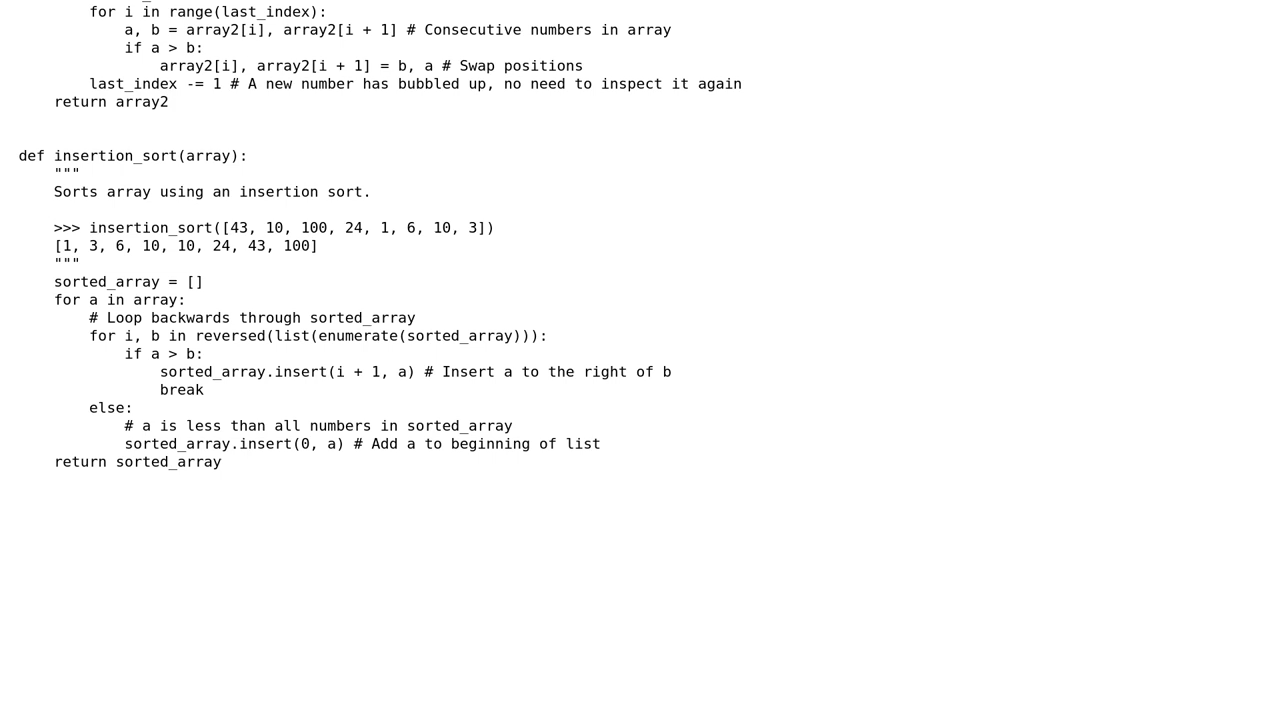 for i in range(last_index):
            a, b = array2[i], array2[i + 1] # Consecutive numbers in array
            if a > b:
                array2[i], array2[i + 1] = b, a # Swap positions
        last_index -= 1 # A new number has bubbled up, no need to inspect it again
    return array2


def insertion_sort(array):
    """
    Sorts array using an insertion sort.

    >>> insertion_sort([43, 10, 100, 24, 1, 6, 10, 3])
    [1, 3, 6, 10, 10, 24, 43, 100]
    """
    sorted_array = []
    for a in array:
        # Loop backwards through sorted_array
        for i, b in reversed(list(enumerate(sorted_array))):
            if a > b:
                sorted_array.insert(i + 1, a) # Insert a to the right of b
                break
        else:
            # a is less than all numbers in sorted_array
            sorted_array.insert(0, a) # Add a to beginning of list
    return sorted_array